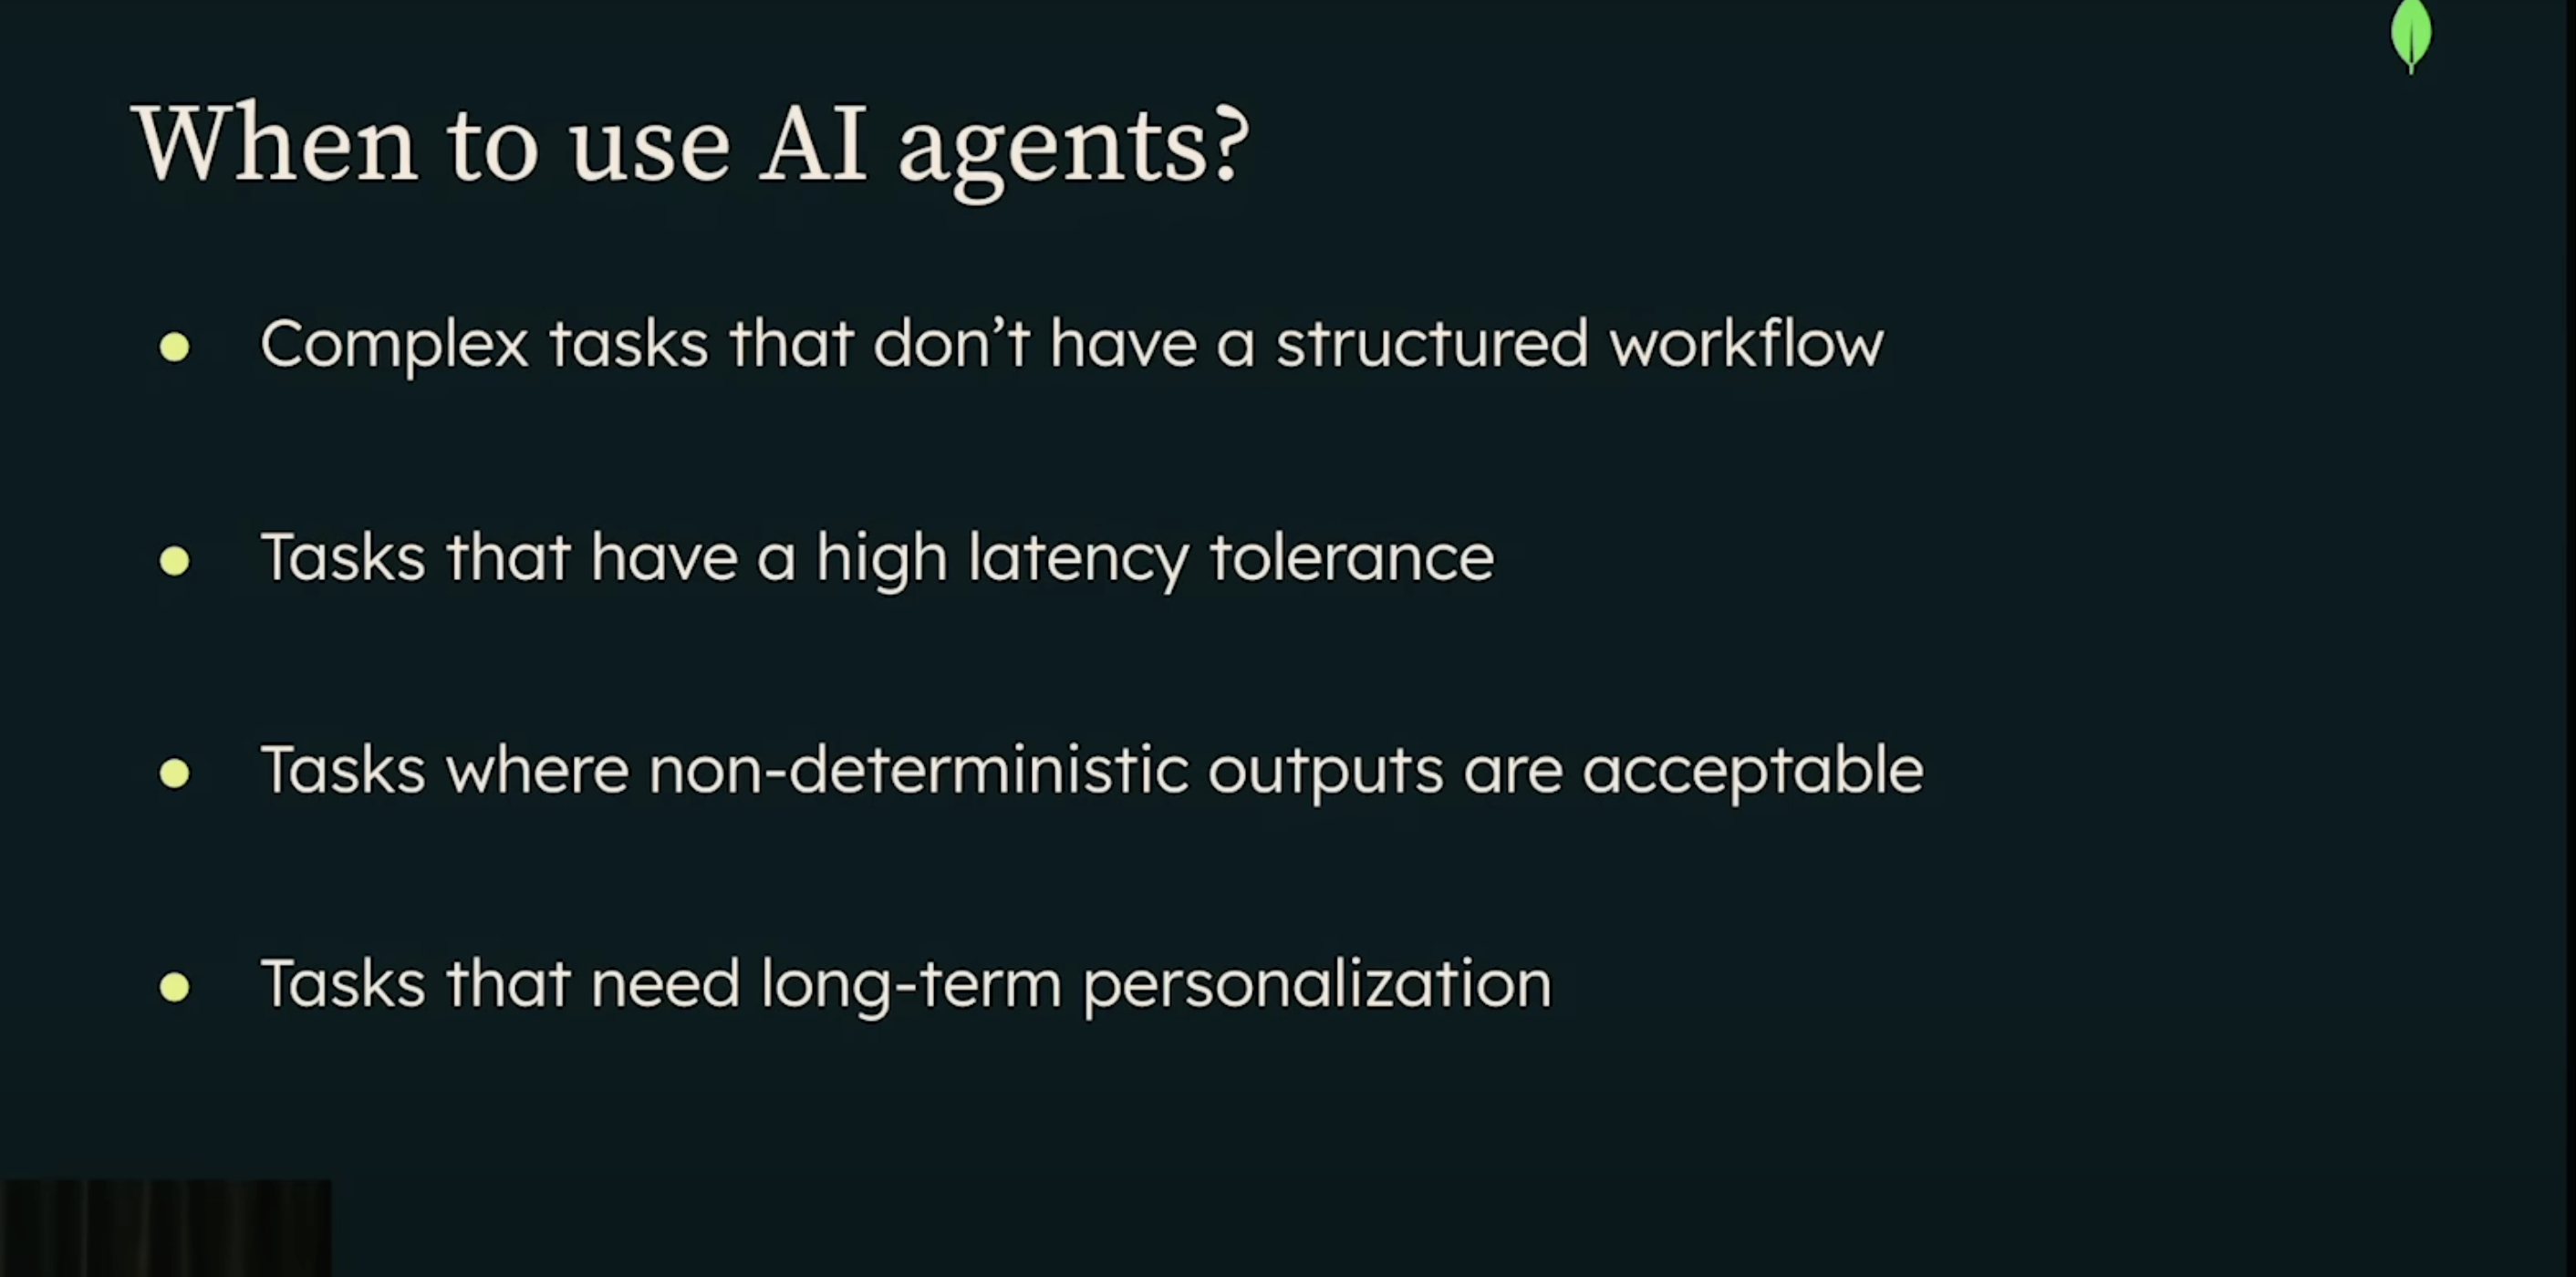 When to use AI agents?
Complex tasks that don’t have a structured workflow
Tasks that have a high latency tolerance
Tasks where non-deterministic outputs are acceptable
Tasks that need long-term personalization